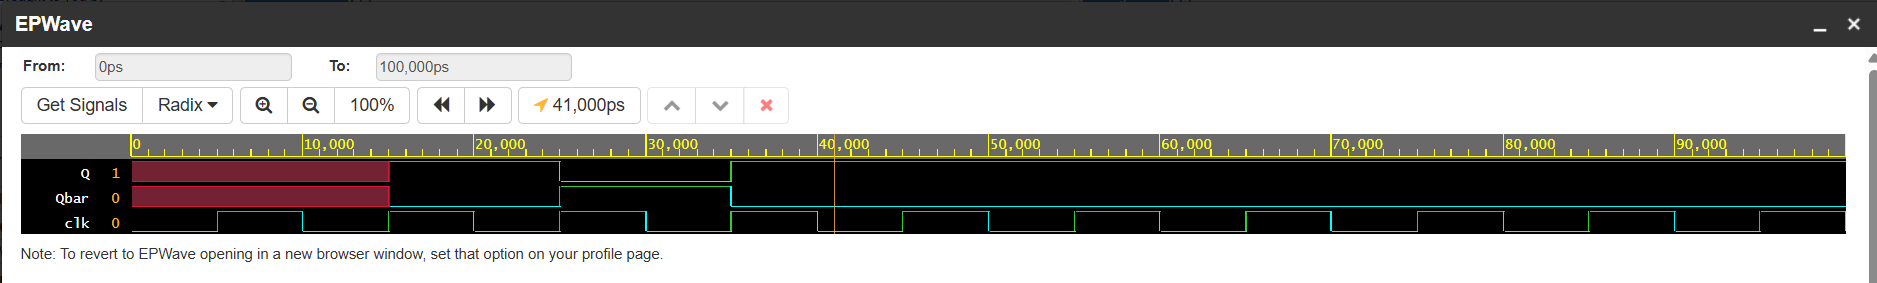 EPWave
From: 0ps To: 100,000ps
Get Signals Radix 100% 41,000ps
0 10,000 20,000 30,000 40,000 50,000 60,000 70,000 80,000 90,000
Q 1
Qbar 0
clk 0
Note: To revert to EPWave opening in a new browser window, set that option on your profile page.